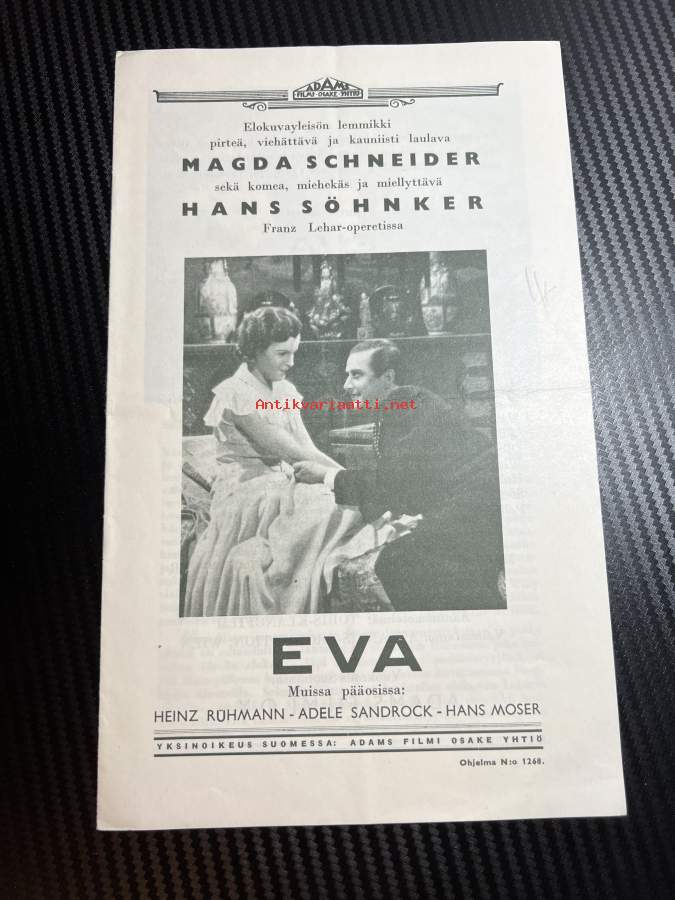 ADAMS
FILMI-OSAKE-YHTIÖ
Elokuvayleisön lemmikki
pirteä, viehättävä ja kauniisti laulava
MAGDA SCHNEIDER
sekä komea, miehekäs ja miellyttävä
HANS SÖHNKER
Franz Lehar-operetissa
Antikvariaatti.net
EVA
Muissa pääosissa:
HEINZ RÜHMANN - ADELE SANDROCK - HANS MOSER
YKSINOIKEUS SUOMESSA: ADAMS FILMI OSAKE YHTIÖ
Ohjelma N:o 1268.